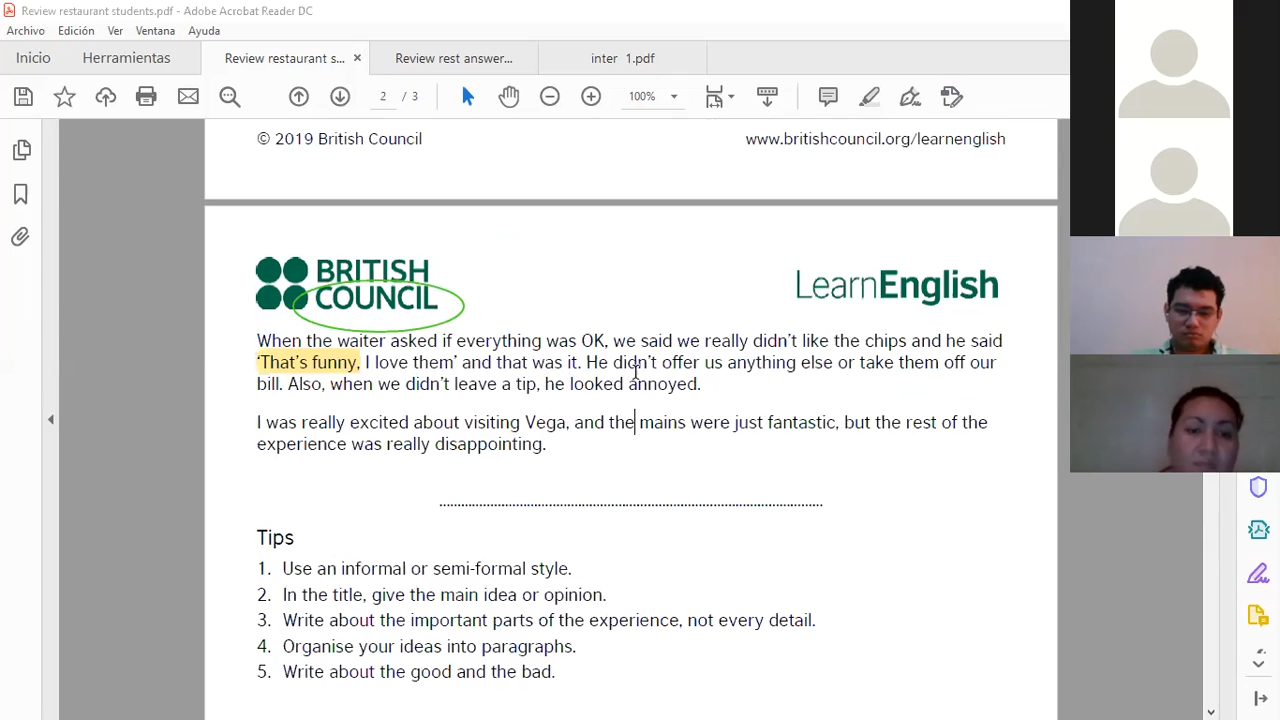 Review restaurant students.pdf - Adobe Acrobat Reader DC
Archivo Edición Ver Ventana Ayuda
Inicio Herramientas Review restaurant s... × Review rest answer... inter 1.pdf
2 / 3 100%
© 2019 British Council www.britishcouncil.org/learnenglish
BRITISH
COUNCIL
LearnEnglish
When the waiter asked if everything was OK, we said we really didn't like the chips and he said
‘That's funny, I love them’ and that was it. He didn't offer us anything else or take them off our
bill. Also, when we didn't leave a tip, he looked annoyed.
I was really excited about visiting Vega, and the mains were just fantastic, but the rest of the
experience was really disappointing.
Tips
1. Use an informal or semi-formal style.
2. In the title, give the main idea or opinion.
3. Write about the important parts of the experience, not every detail.
4. Organise your ideas into paragraphs.
5. Write about the good and the bad.